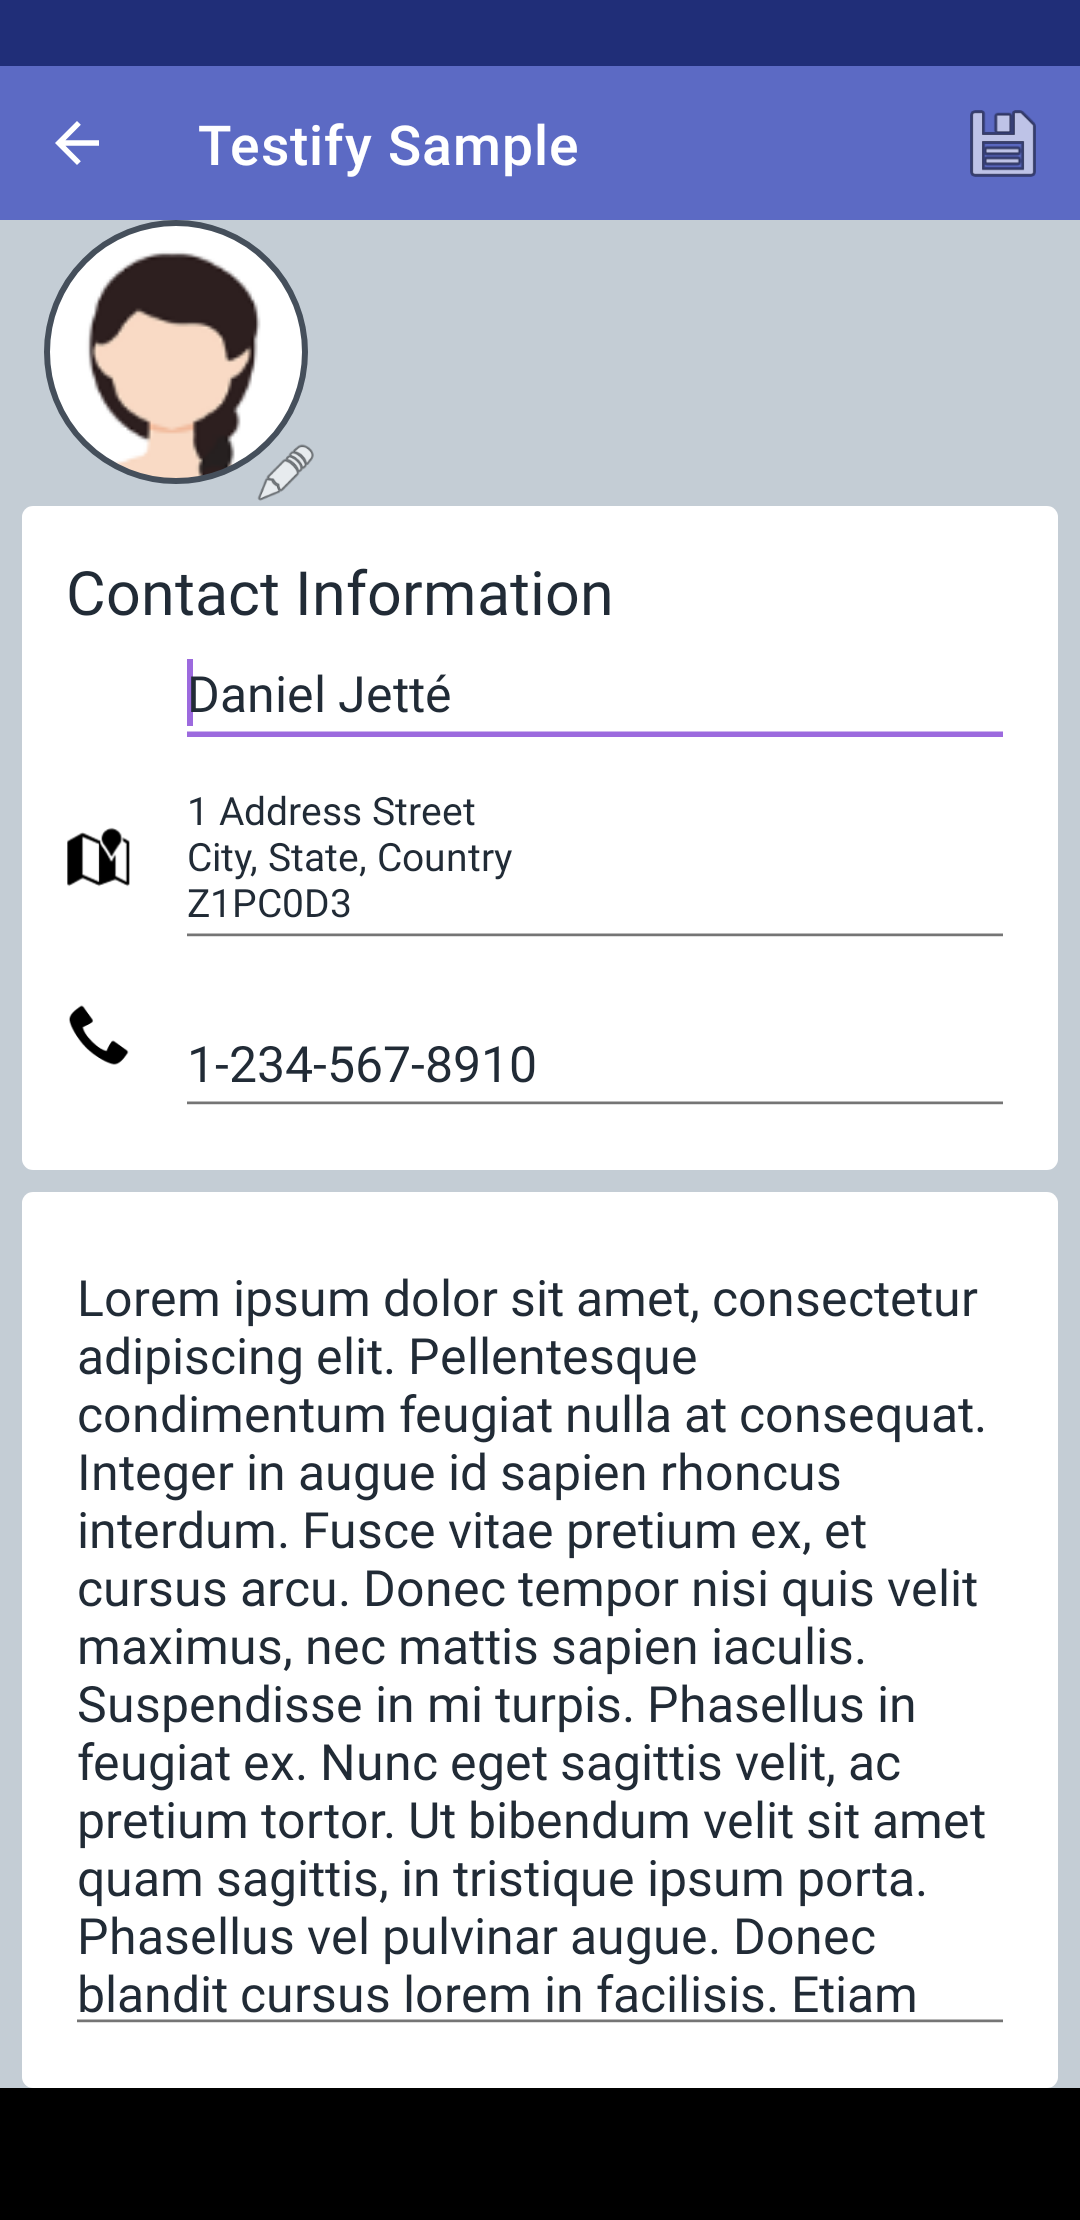 Testify Sample
Contact Information
Daniel Jetté
1 Address Street
City, State, Country
Z1PC0D3
1-234-567-8910
Lorem ipsum dolor sit amet, consectetur
adipiscing elit. Pellentesque
condimentum feugiat nulla at consequat.
Integer in augue id sapien rhoncus
interdum. Fusce vitae pretium ex, et
cursus arcu. Donec tempor nisi quis velit
maximus, nec mattis sapien iaculis.
Suspendisse in mi turpis. Phasellus in
feugiat ex. Nunc eget sagittis velit, ac
pretium tortor. Ut bibendum velit sit amet
quam sagittis, in tristique ipsum porta.
Phasellus vel pulvinar augue. Donec
blandit cursus lorem in facilisis. Etiam